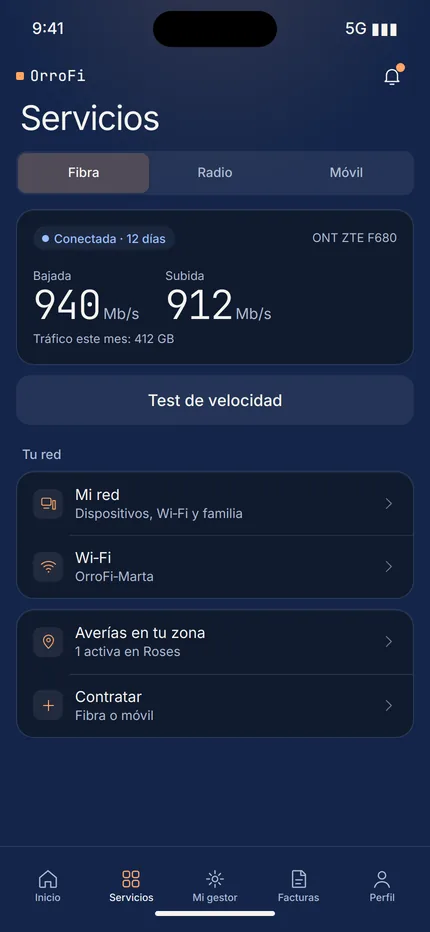 9:41
5G
OrroFi
Servicios
Fibra
Radio
Móvil
Conectada · 12 días
ONT ZTE F680
Bajada
Subida
940 Mb/s
912 Mb/s
Tráfico este mes: 412 GB
Test de velocidad
Tu red
Mi red
Dispositivos, Wi-Fi y familia
Wi-Fi
OrroFi-Marta
Averías en tu zona
1 activa en Roses
Contratar
Fibra o móvil
Inicio
Servicios
Mi gestor
Facturas
Perfil